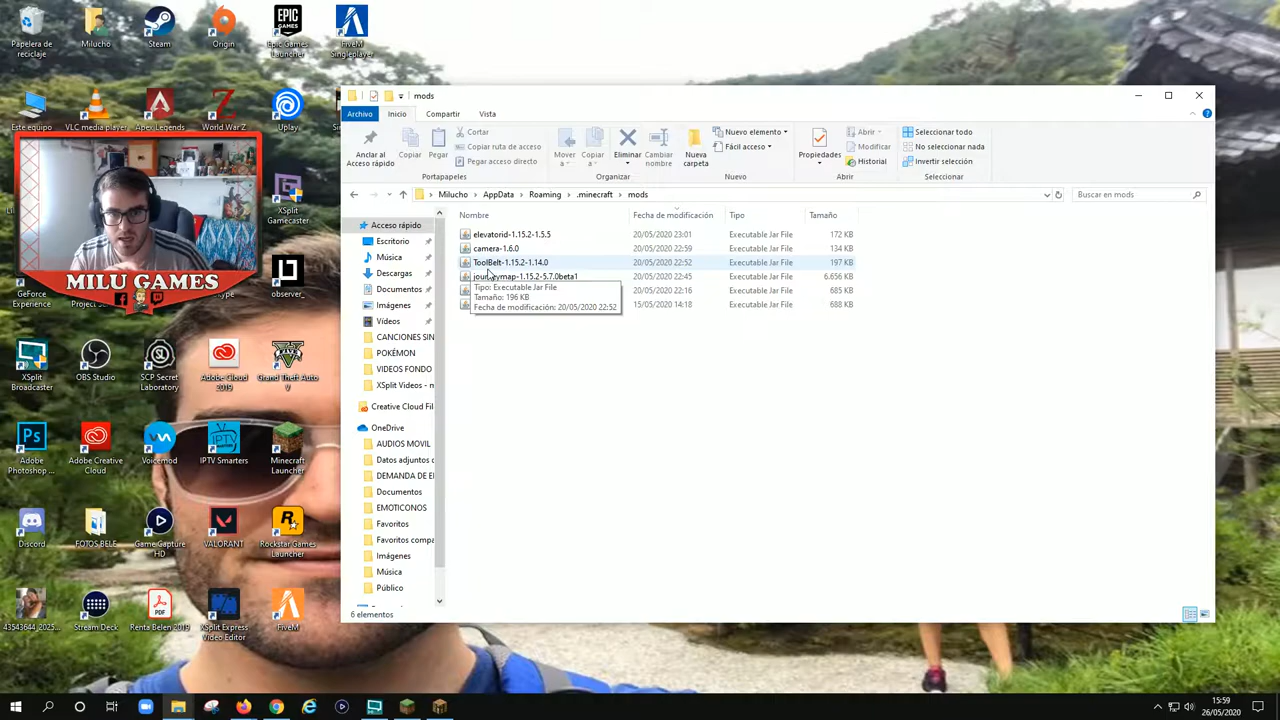 Papelera de
reciclaje
Milucho
Steam
Origin
EPIC
GAMES
Epic Games
Launcher
FiveM
Singleplayer
Este equipo
VLC media player
Apex Legends
World War Z
Uplay
XSplit
Gamecaster
MILU GAMES
GeForce
Experience
observer_
XSplit
Broadcaster
OBS Studio
SCP Secret
Laboratory
Adobe Cloud
2019
Grand Theft Auto
V
Adobe
Photoshop ...
Adobe Creative
Cloud
Voicemod
IPTV Smarters
Minecraft
Launcher
Discord
FOTOS BELE
Game Capture
HD
VALORANT
Rockstar Games
Launcher
43543644_2025...
Stream Deck
PDF
Renta Belen 2019
XSplit Express
Video Editor
FiveM
mods
Archivo Inicio Compartir Vista
Anclar al
Acceso rápido
Copiar
Pegar
Cortar
Copiar ruta de acceso
Pegar acceso directo
Portapapeles
Mover
a
Copiar
a
Eliminar
Cambiar
nombre
Organizar
Nueva
carpeta
Nuevo elemento
Fácil acceso
Nuevo
Propiedades
Abrir
Modificar
Historial
Abrir
Seleccionar todo
No seleccionar nada
Invertir selección
Seleccionar
Milucho > AppData > Roaming > .minecraft > mods
Buscar en mods
Acceso rápido
Escritorio
Música
Descargas
Documentos
Imágenes
Vídeos
CANCIONES SIN
POKÉMON
VIDEOS FONDO
XSplit Videos - m
Creative Cloud Fil
OneDrive
AUDIOS MOVIL
Datos adjuntos d
DEMANDA DE E
Documentos
EMOTICONOS
Favoritos
Favoritos compa
Imágenes
Música
Público
Nombre Fecha de modificación Tipo Tamaño
elevatorid-1.15.2-1.5.5 20/05/2020 23:01 Executable Jar File 172 KB
camera-1.6.0 20/05/2020 22:59 Executable Jar File 134 KB
ToolBelt-1.15.2-1.14.0 20/05/2020 22:52 Executable Jar File 197 KB
journeymap-1.15.2-5.7.0beta1 20/05/2020 22:45 Executable Jar File 6.656 KB
20/05/2020 22:16 Executable Jar File 685 KB
15/05/2020 14:18 Executable Jar File 688 KB
Tipo: Executable Jar File
Tamaño: 196 KB
Fecha de modificación: 20/05/2020 22:52
6 elementos
15:59
26/05/2020